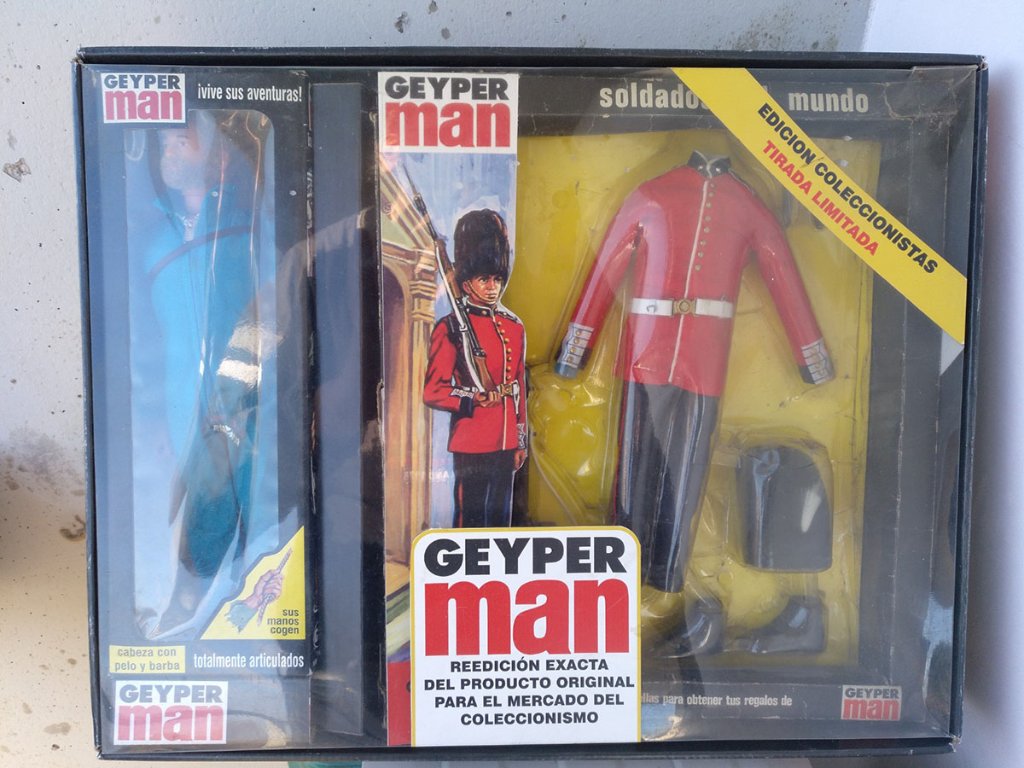 GEYPER
man
¡vive sus aventuras!
sus
manos
cogen
cabeza con
pelo y barba
totalmente articulados
GEYPER
man
GEYPER
man
soldados
mundo
EDICION COLECCIONISTAS
TIRADA LIMITADA
GEYPER
man
REEDICIÓN EXACTA
DEL PRODUCTO ORIGINAL
PARA EL MERCADO DEL
COLECCIONISMO
para obtener tus regalos de
GEYPER
man